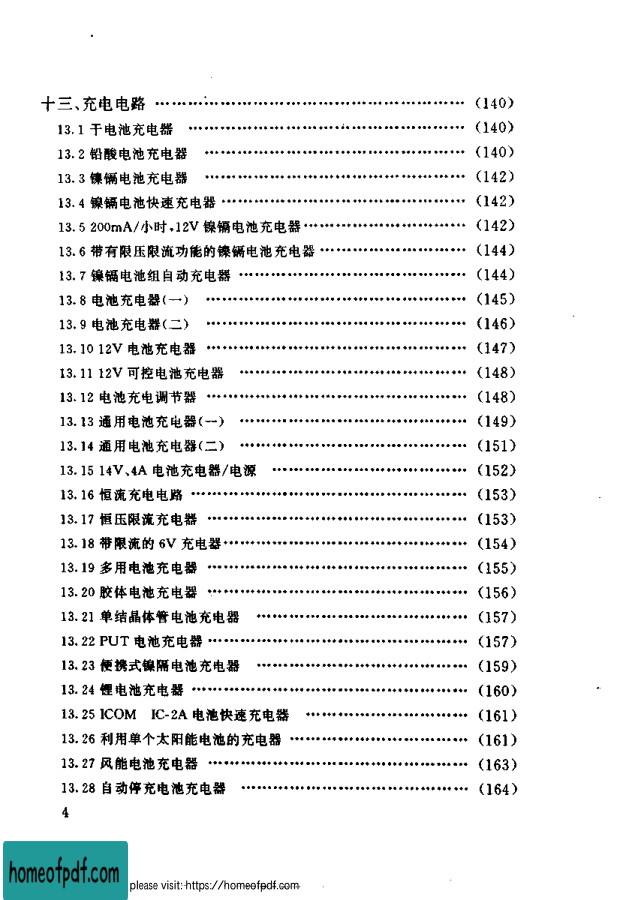 十三、充电电路 ……………………………………………… (140)
13.1 干电池充电器 ……………………………………… (140)
13.2 铅酸电池充电器 …………………………………… (140)
13.3 镍镉电池充电器 …………………………………… (142)
13.4 镍镉电池快速充电器 ……………………………… (142)
13.5 200mA/小时,12V 镍镉电池充电器 ……………… (142)
13.6 带有限压限流功能的镍镉电池充电器 …………… (144)
13.7 镍镉电池组自动充电器 …………………………… (144)
13.8 电池充电器(一) …………………………………… (145)
13.9 电池充电器(二) …………………………………… (146)
13.10 12V 电池充电器 ………………………………… (147)
13.11 12V 可控电池充电器 …………………………… (148)
13.12 电池充电调节器 ………………………………… (148)
13.13 通用电池充电器(一) …………………………… (149)
13.14 通用电池充电器(二) …………………………… (151)
13.15 14V、4A 电池充电器/电源 ……………………… (152)
13.16 恒流充电电路 …………………………………… (153)
13.17 恒压限流充电器 ………………………………… (153)
13.18 带限流的 6V 充电器 …………………………… (154)
13.19 多用电池充电器 ………………………………… (155)
13.20 胶体电池充电器 ………………………………… (156)
13.21 单结晶体管电池充电器 ………………………… (157)
13.22 PUT 电池充电器 ………………………………… (157)
13.23 便携式镍隔电池充电器 ………………………… (159)
13.24 锂电池充电器 …………………………………… (160)
13.25 ICOM IC-2A 电池快速充电器 …………………… (161)
13.26 利用单个太阳能电池的充电器 ………………… (161)
13.27 风能电池充电器 ………………………………… (163)
13.28 自动停充电池充电器 …………………………… (164)
4
homeofpdf.com
please visit: https://homeofpdf.com